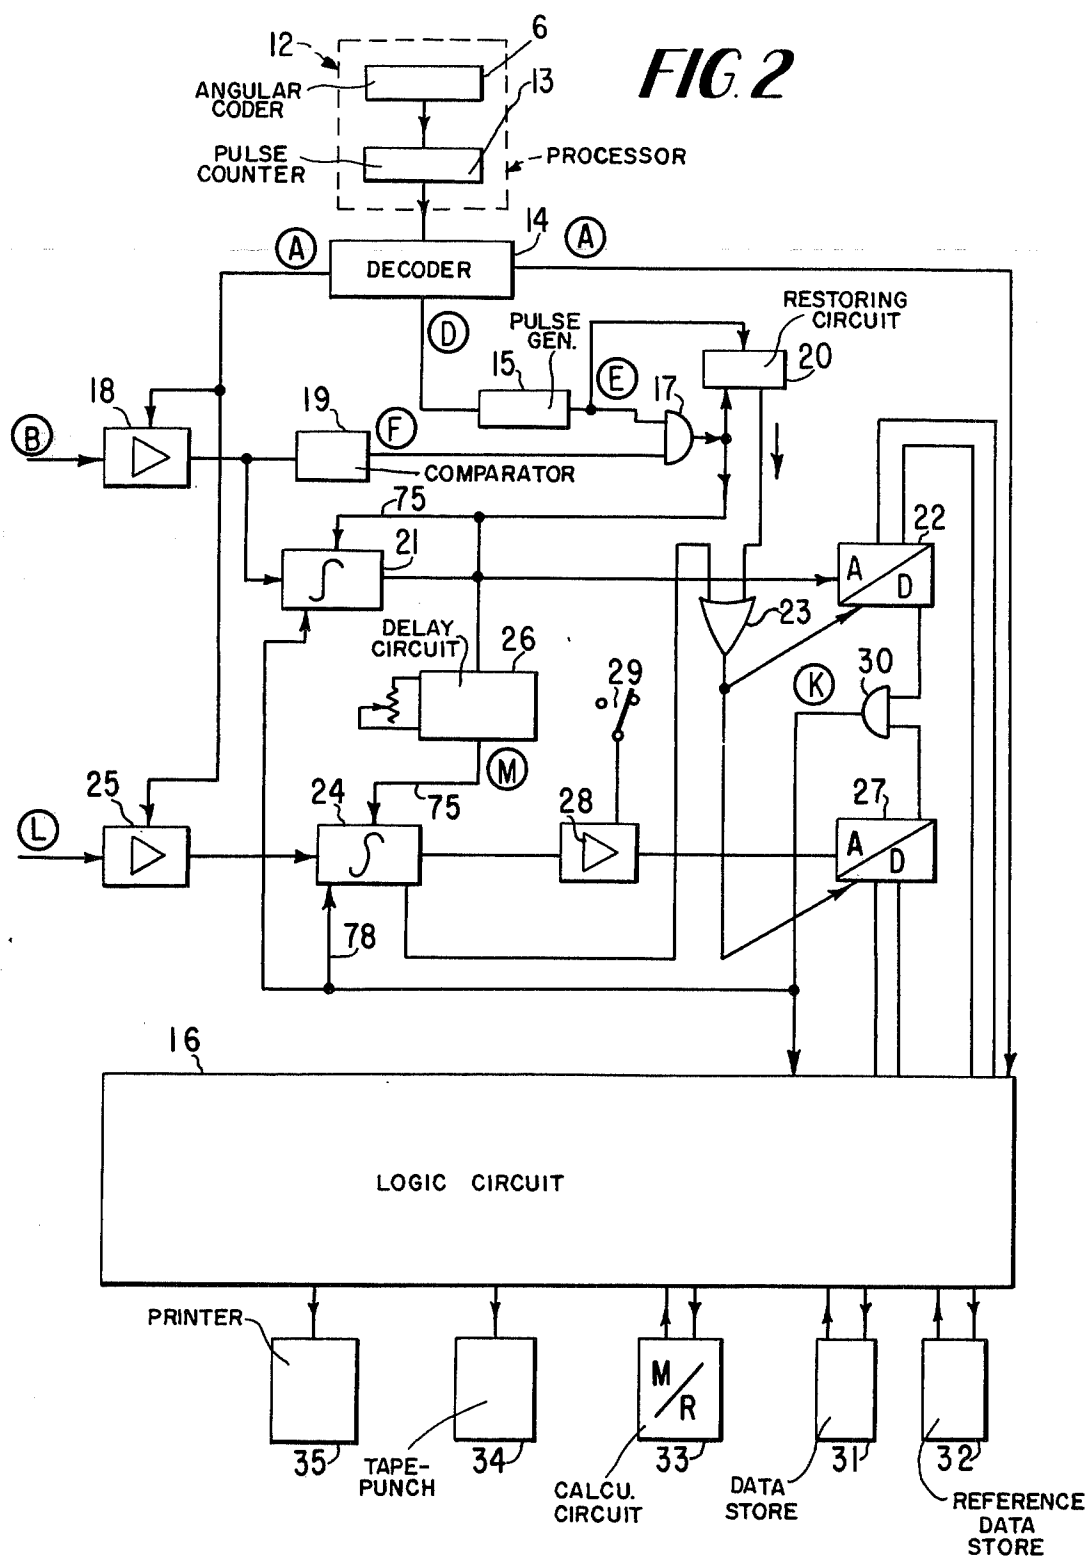 FIG. 2
12
6
ANGULAR
CODER
13
PULSE
COUNTER
PROCESSOR
14
A
A
DECODER
D
PULSE
GEN.
RESTORING
CIRCUIT
15
E
17
20
18
19
F
B
COMPARATOR
75
21
22
A
D
23
DELAY
CIRCUIT
26
29
30
K
M
25
24
75
28
27
L
A
D
78
16
LOGIC CIRCUIT
PRINTER
M/R
35
34
33
31
32
TAPE-
PUNCH
CALCU.
CIRCUIT
DATA
STORE
REFERENCE
DATA
STORE